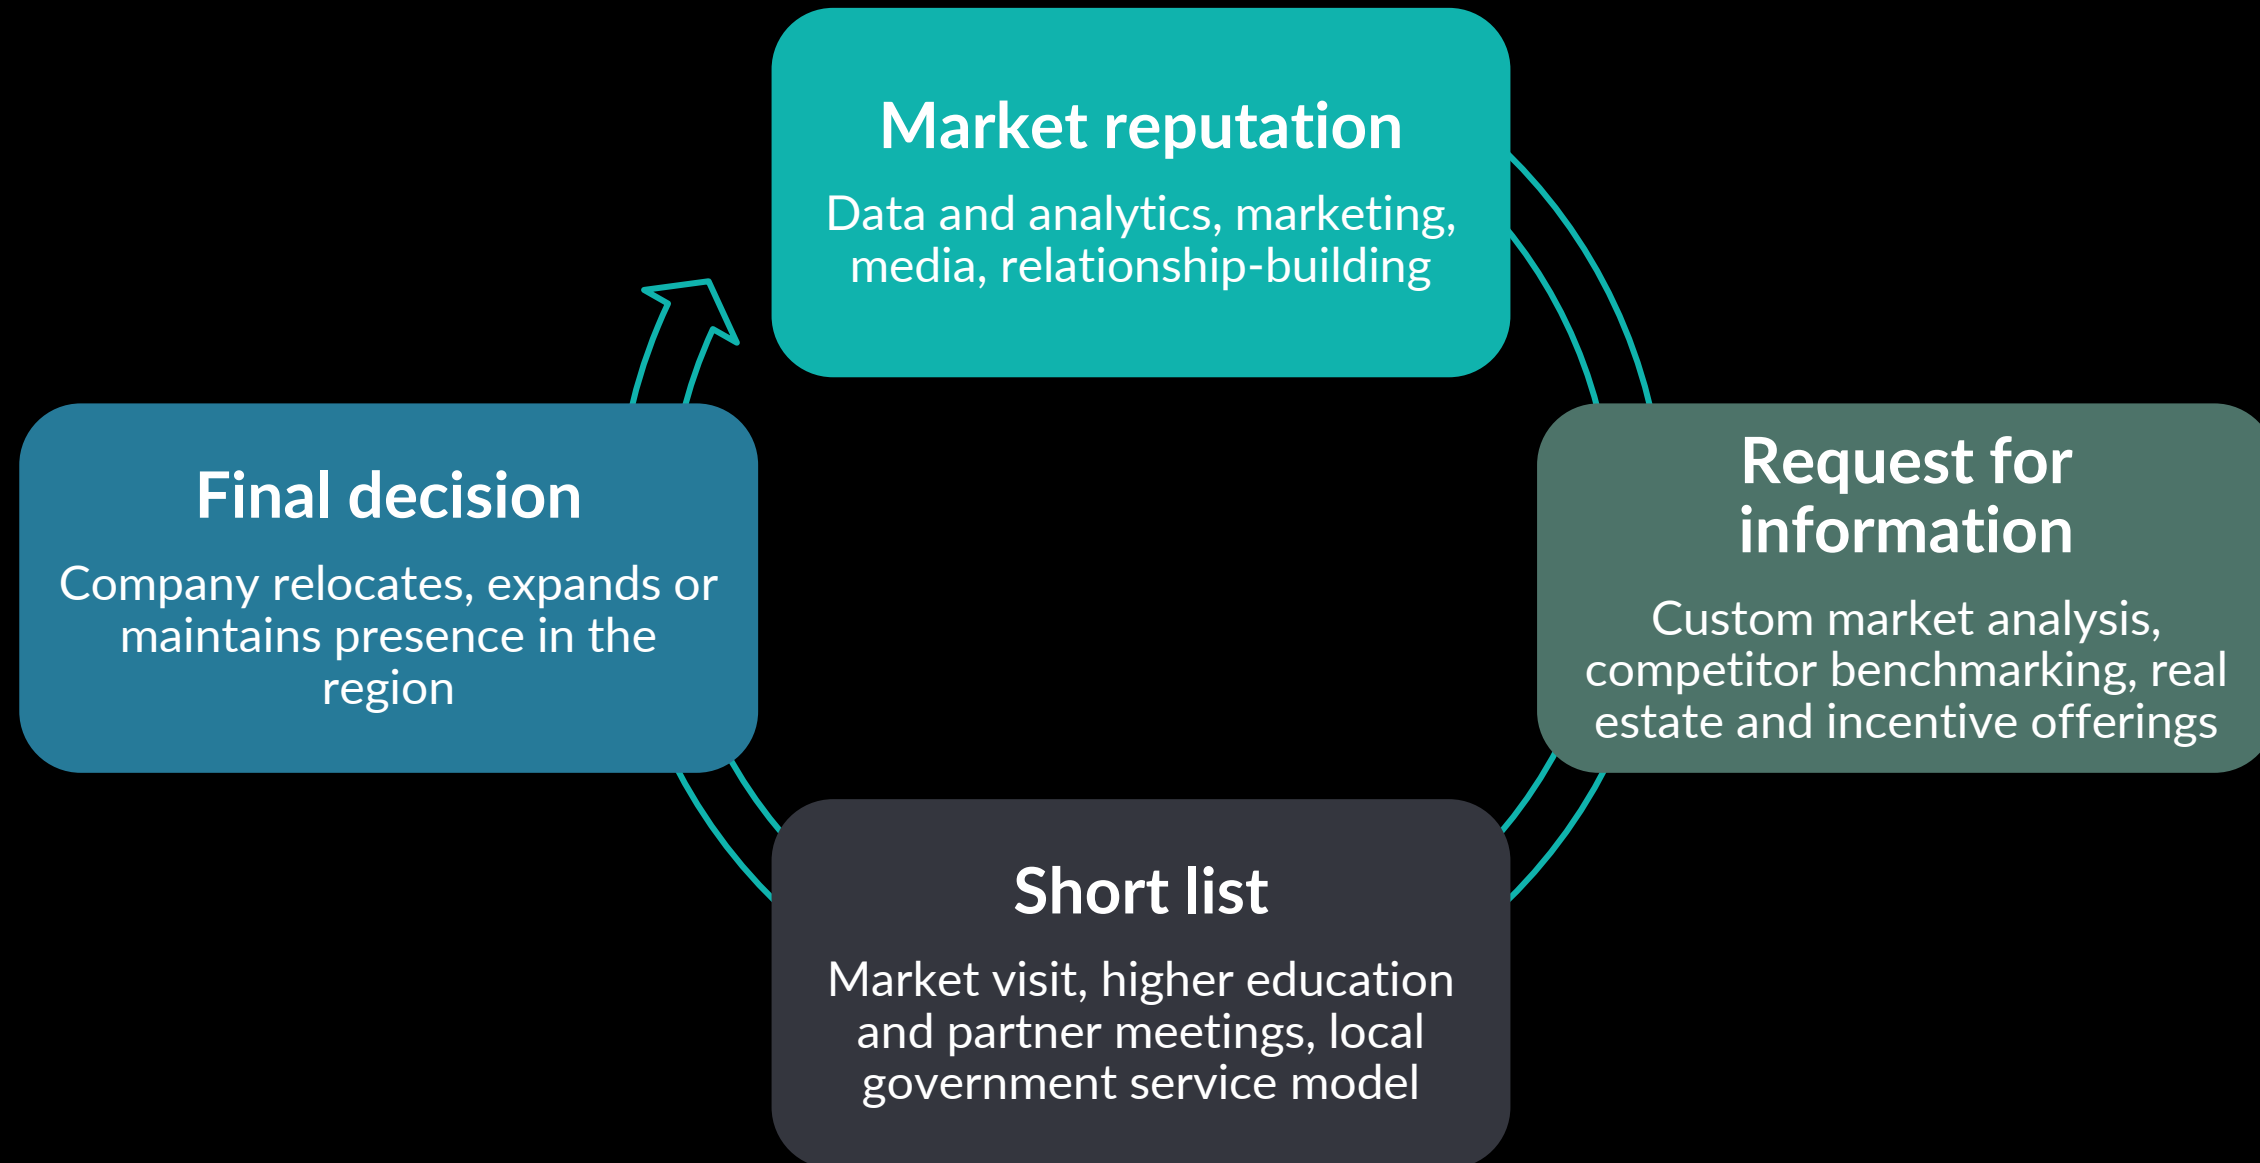 Market reputation
Data and analytics, marketing,
media, relationship-building
Request for
information
Custom market analysis,
competitor benchmarking, real
estate and incentive offerings
Short list
Market visit, higher education
and partner meetings, local
government service model
Final decision
Company relocates, expands or
maintains presence in the
region